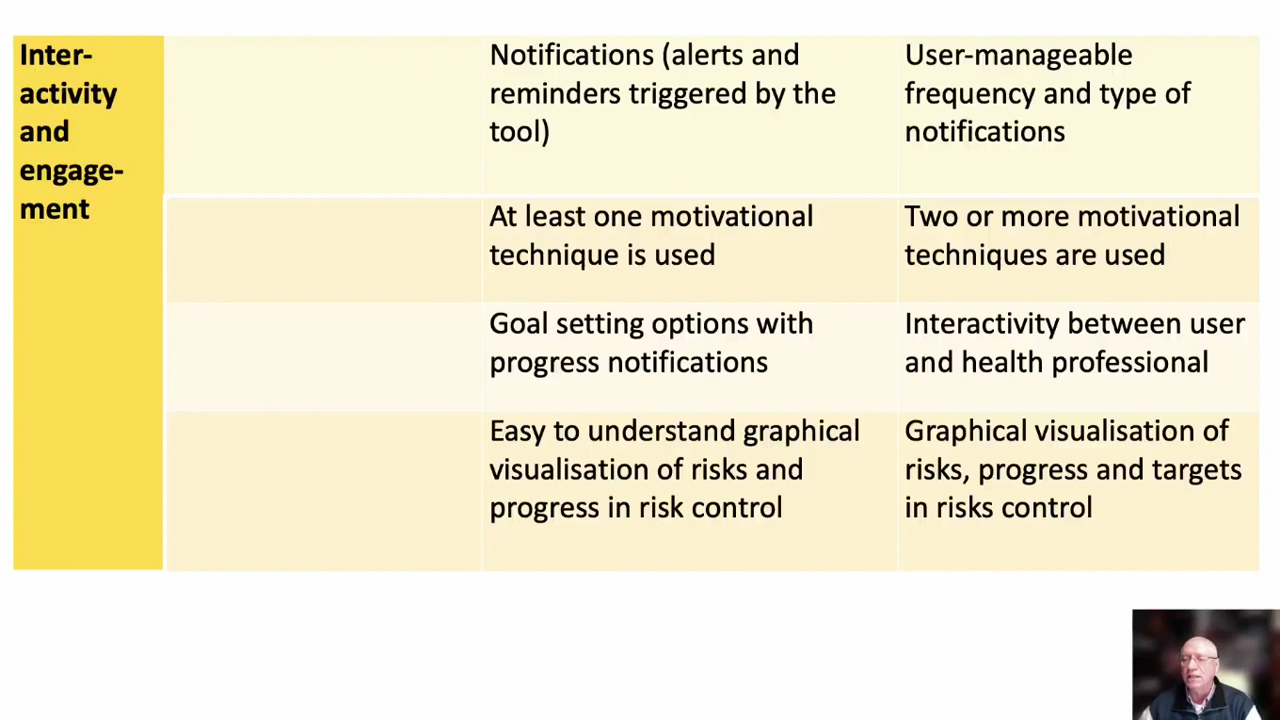 Inter-
activity
and
engage-
ment
Notifications (alerts and
reminders triggered by the
tool)
User-manageable
frequency and type of
notifications
At least one motivational
technique is used
Two or more motivational
techniques are used
Goal setting options with
progress notifications
Interactivity between user
and health professional
Easy to understand graphical
visualisation of risks and
progress in risk control
Graphical visualisation of
risks, progress and targets
in risks control